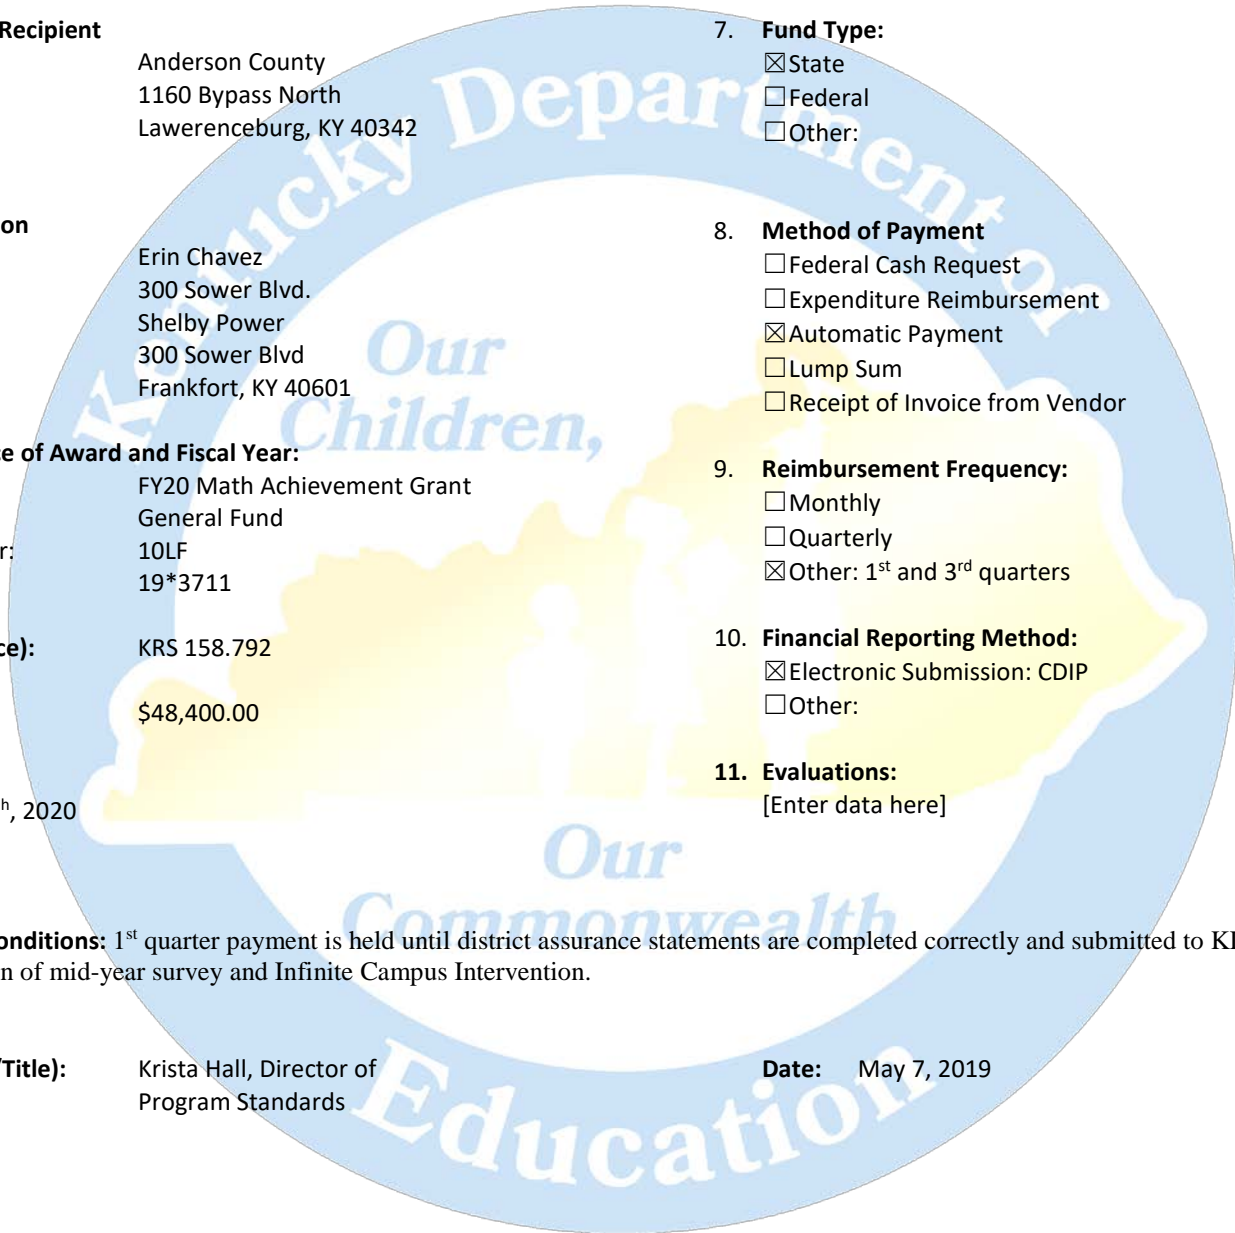 Recipient
Anderson County
1160 Bypass North
Lawerenceburg, KY 40342
on
Erin Chavez
300 Sower Blvd.
Shelby Power
300 Sower Blvd
Frankfort, KY 40601
e of Award and Fiscal Year:
FY20 Math Achievement Grant
General Fund
r: 10LF
19*3711
ce): KRS 158.792
$48,400.00
h, 2020
7. Fund Type:
☒State
☐Federal
☐Other:
8. Method of Payment
☐Federal Cash Request
☐Expenditure Reimbursement
☒Automatic Payment
☐Lump Sum
☐Receipt of Invoice from Vendor
9. Reimbursement Frequency:
☐Monthly
☐Quarterly
☒Other: 1st and 3rd quarters
10. Financial Reporting Method:
☒Electronic Submission: CDIP
☐Other:
11. Evaluations:
[Enter data here]
onditions: 1st quarter payment is held until district assurance statements are completed correctly and submitted to
n of mid-year survey and Infinite Campus Intervention.
/Title): Krista Hall, Director of
Program Standards
Date: May 7, 2019
Kentucky Department of
Education
Our
Children,
Our
Commonwealth